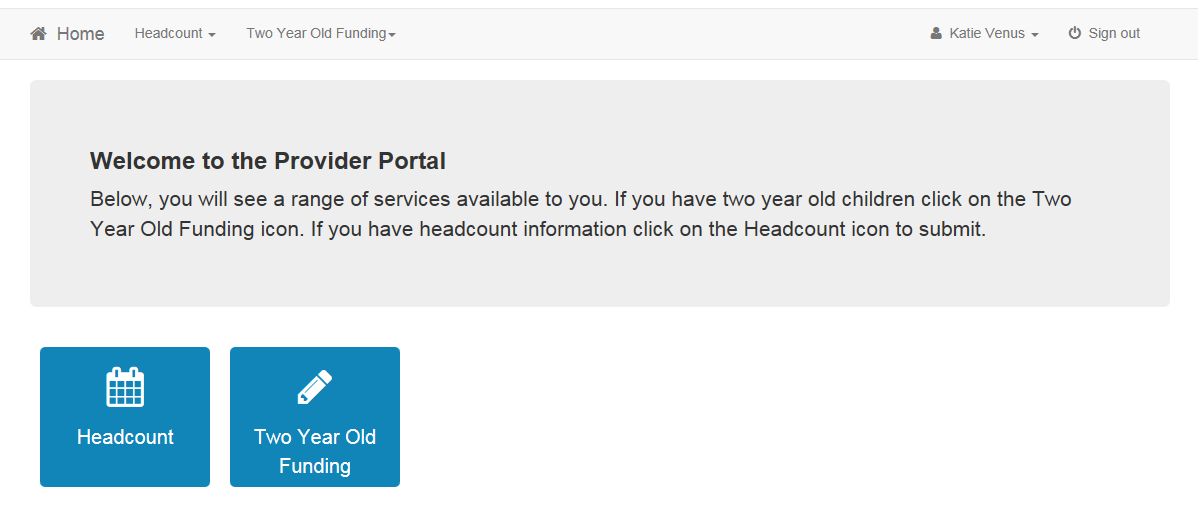 Home Headcount Two Year Old Funding Katie Venus Sign out
Welcome to the Provider Portal
Below, you will see a range of services available to you. If you have two year old children click on the Two
Year Old Funding icon. If you have headcount information click on the Headcount icon to submit.
Headcount
Two Year Old
Funding